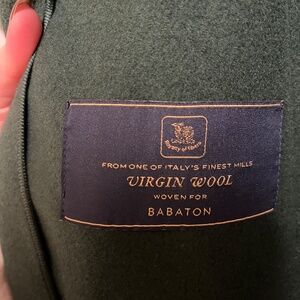 FROM ONE OF ITALY'S FINEST MILLS
VIRGIN WOOL
WOVEN FOR
BABATON